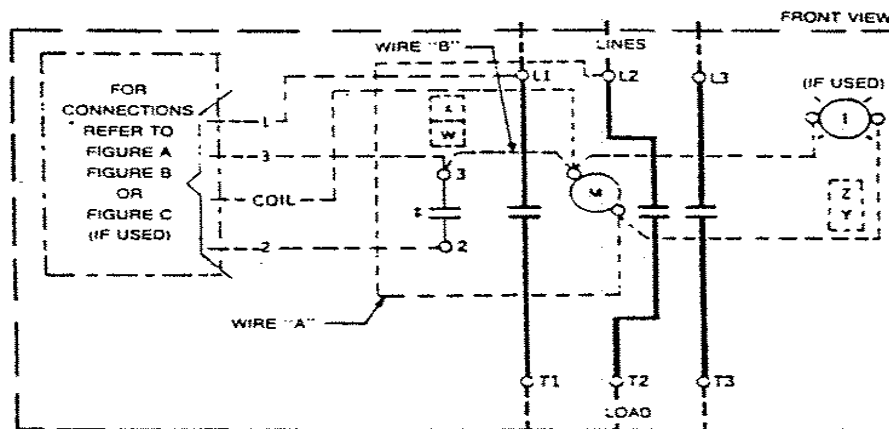 FRONT VIEW
WIRE "B"
LINES
L1
L2
L3
(IF USED)
FOR
CONNECTIONS
REFER TO
FIGURE A
FIGURE B
OR
FIGURE C
(IF USED)
1
3
COIL
2
W
3
2
M
I
Z
Y
WIRE "A"
T1
T2
T3
LOAD